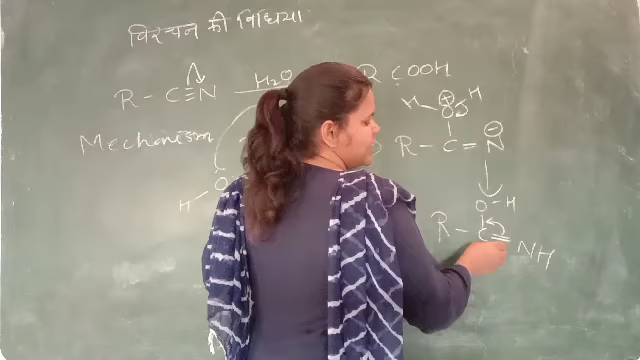 विरचन की विधिया
R - C ≡ N H₂O R COOH
Mechanism
H - O
H - O⊕ - H
R - C = N⊖
O - H
R - C = NH